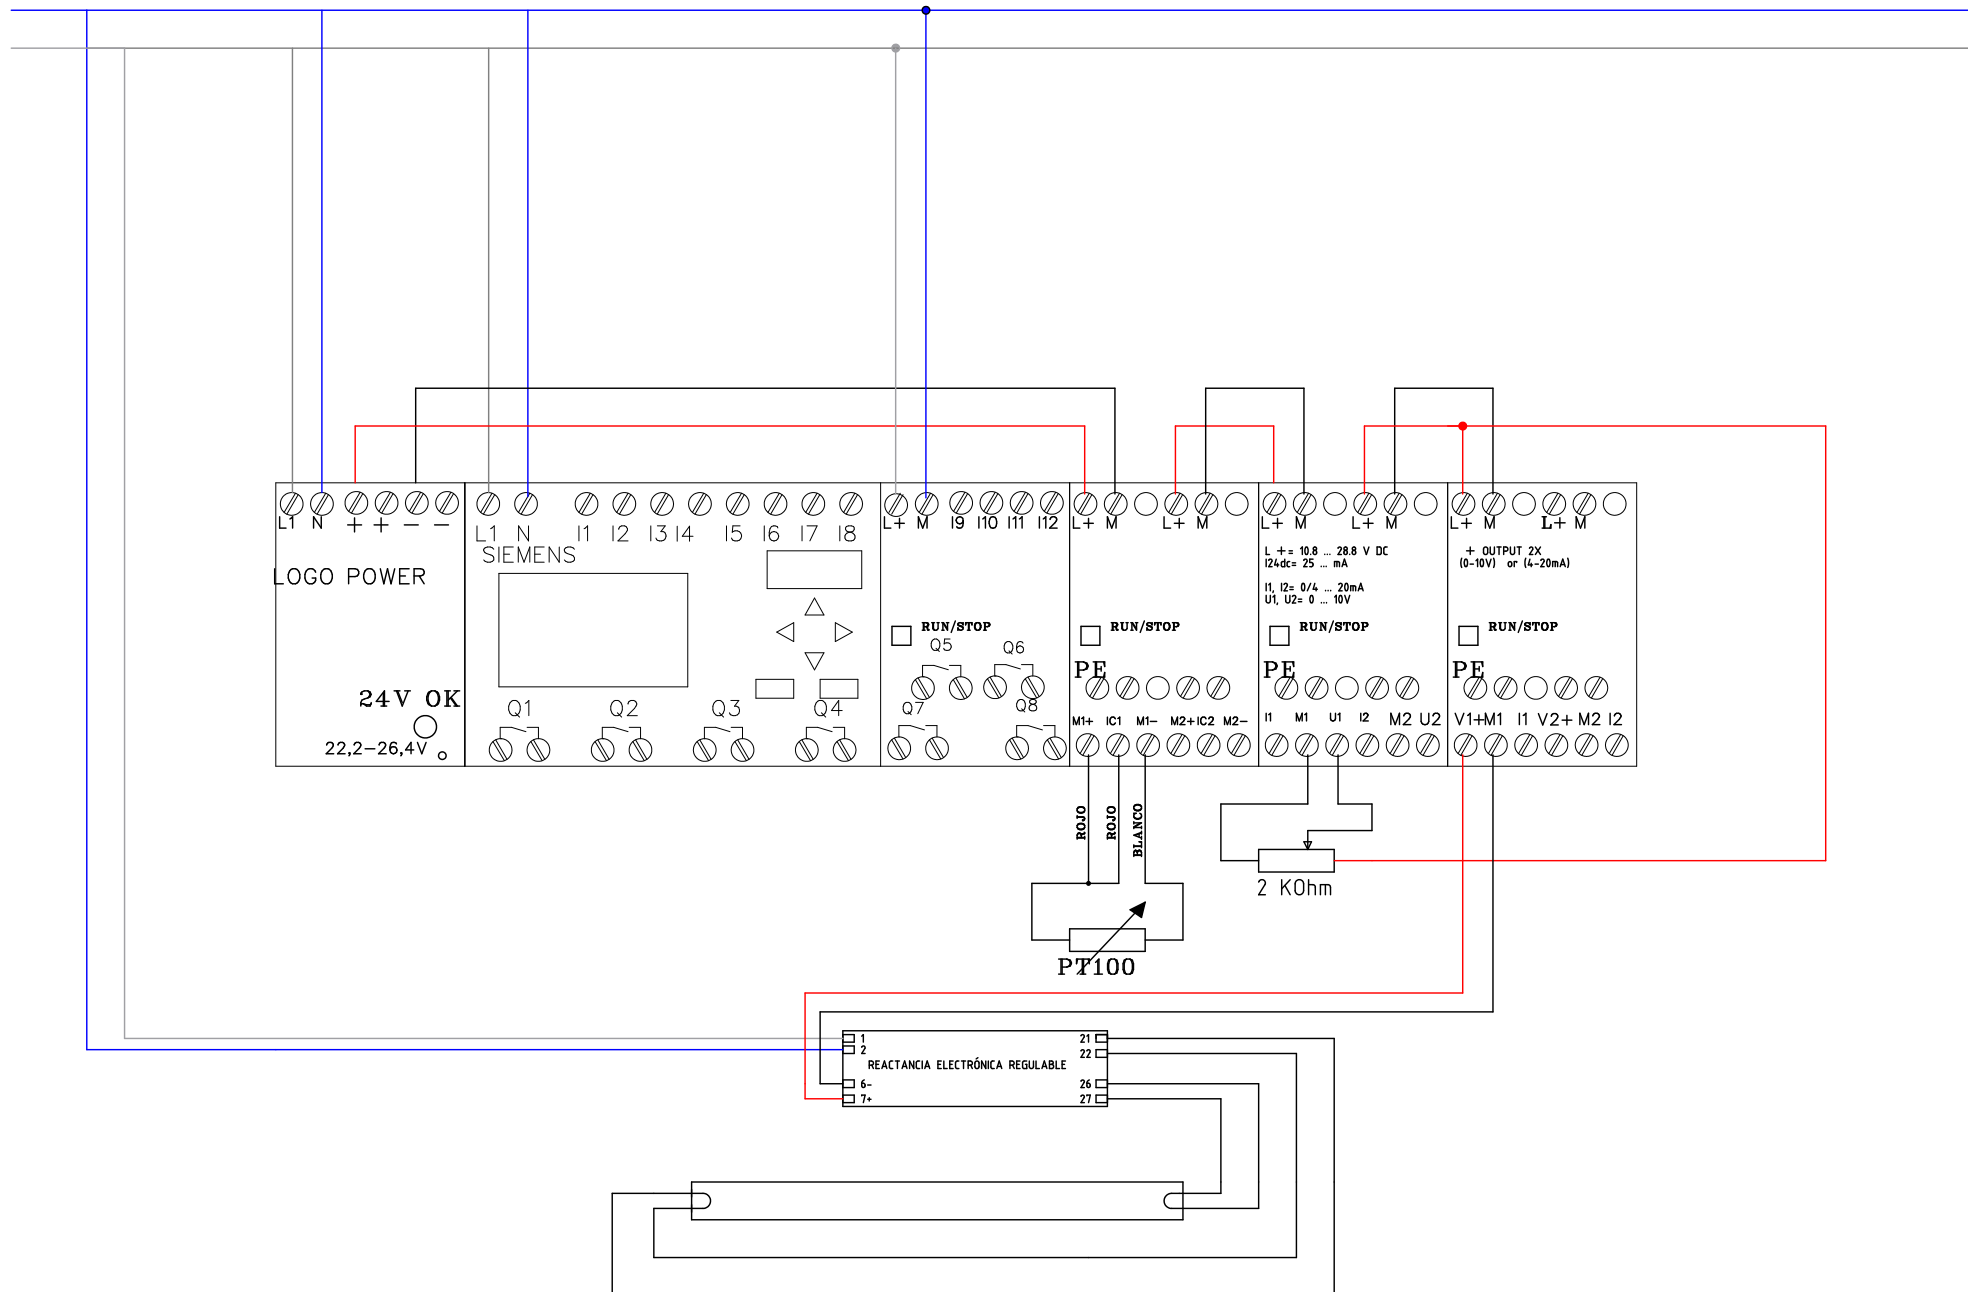 L1 N + + − −
LOGO POWER
24V OK
22,2−26,4V
L1 N I1 I2 I3 I4 I5 I6 I7 I8
SIEMENS
Q1 Q2 Q3 Q4
L+ M I9 I10 I11 I12
RUN/STOP
Q5 Q6
Q7 Q8
L+ M L+ M
RUN/STOP
PE
M1+ IC1 M1− M2+ IC2 M2−
L+ M L+ M
L += 10.8 ... 28.8 V DC
I24dc= 25 ... mA
I1, I2= 0/4 ... 20mA
U1, U2= 0 ... 10V
RUN/STOP
PE
I1 M1 U1 I2 M2 U2
L+ M L+ M
+ OUTPUT 2X
(0-10V) or (4-20mA)
RUN/STOP
PE
V1+ M1 I1 V2+ M2 I2
ROJO
ROJO
BLANCO
2 KOhm
PT100
1
2
6-
7+
REACTANCIA ELECTRÓNICA REGULABLE
21
22
26
27